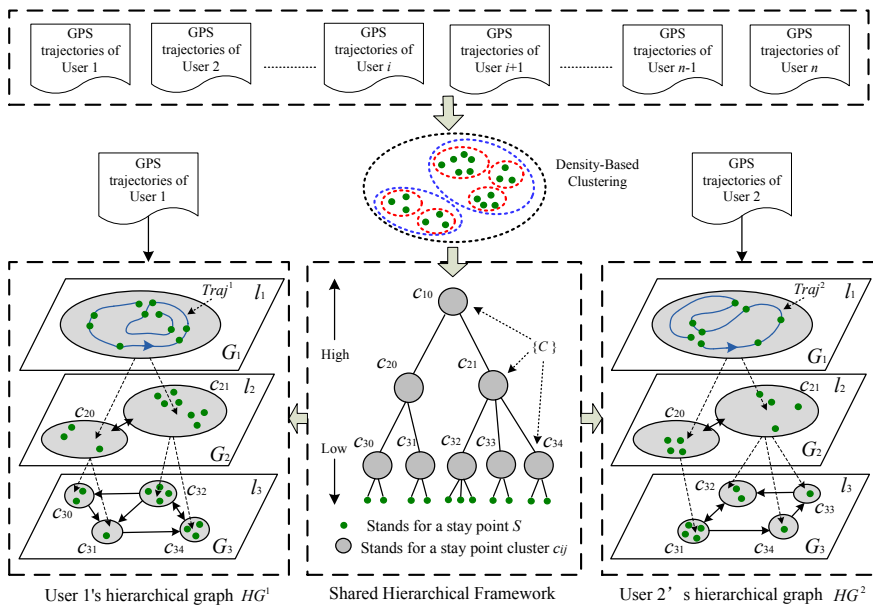 GPS
trajectories of
User 1
GPS
trajectories of
User 2
GPS
trajectories of
User i
GPS
trajectories of
User i+1
GPS
trajectories of
User n-1
GPS
trajectories of
User n
Density-Based
Clustering
GPS
trajectories of
User 1
GPS
trajectories of
User 2
Traj¹
l₁
G₁
c₂₁
l₂
c₂₀
G₂
c₃₂
l₃
c₃₀
c₃₁
c₃₄
G₃
User 1's hierarchical graph HG¹
c₁₀
High
{C}
c₂₀
c₂₁
Low
c₃₀
c₃₁
c₃₂
c₃₃
c₃₄
Stands for a stay point S
Stands for a stay point cluster cij
Shared Hierarchical Framework
Traj²
l₁
G₁
c₂₁
l₂
c₂₀
G₂
c₃₂
l₃
c₃₃
c₃₁
c₃₄
G₃
User 2’s hierarchical graph HG²